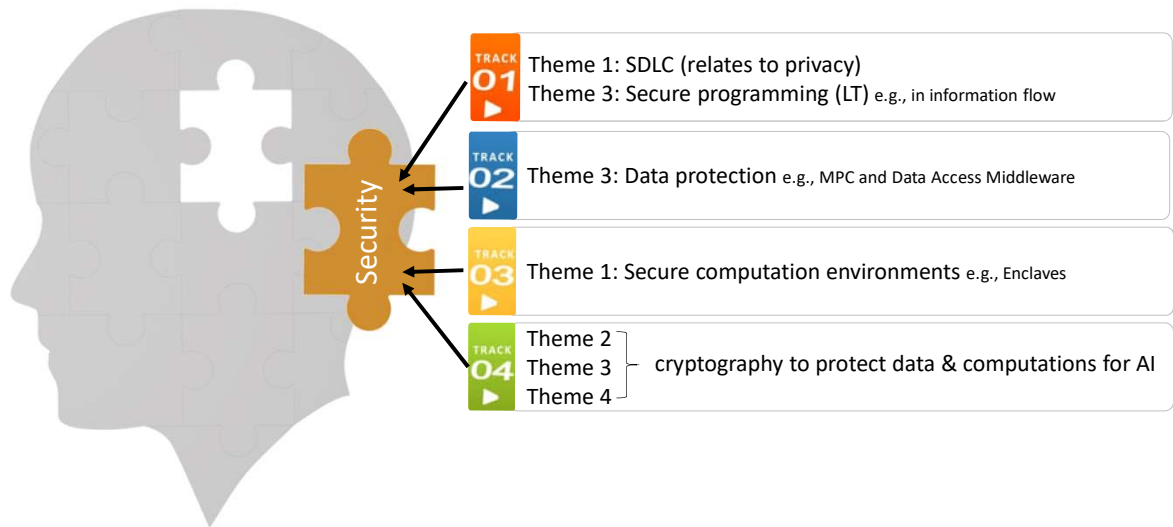 TRACK
01
Theme 1: SDLC (relates to privacy)
Theme 3: Secure programming (LT) e.g., in information flow
Security
TRACK
02
Theme 3: Data protection e.g., MPC and Data Access Middleware
TRACK
03
Theme 1: Secure computation environments e.g., Enclaves
TRACK
04
Theme 2
Theme 3
Theme 4
cryptography to protect data & computations for AI